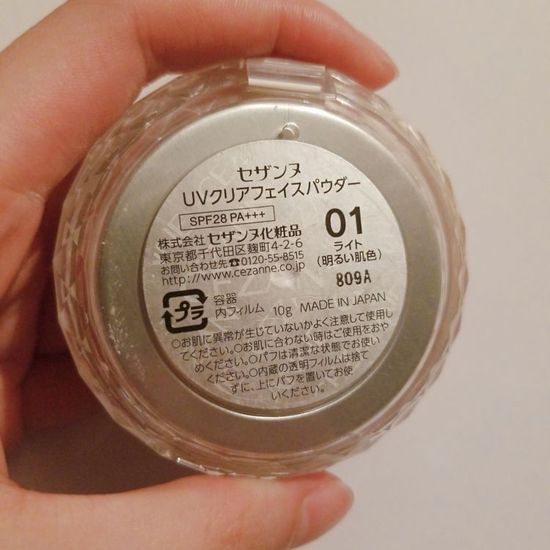 セザンヌ
UVクリアフェイスパウダー
SPF28 PA+++
株式会社 セザンヌ化粧品
東京都千代田区麹町4-2-6
お問い合わせ先☎0120-55-8515
http://www.cezanne.co.jp
01
ライト
(明るい肌色)
809A
プラ
容器
内フィルム
10g MADE IN JAPAN
○お肌に異常が生じていないかよく注意して使用し
てください。○お肌に合わない時はご使用をおや
めください。○パフは清潔な状態でお使い
ください。○内蔵の透明フィルムは捨て
ずに、上にパフを置いてお使
いください。